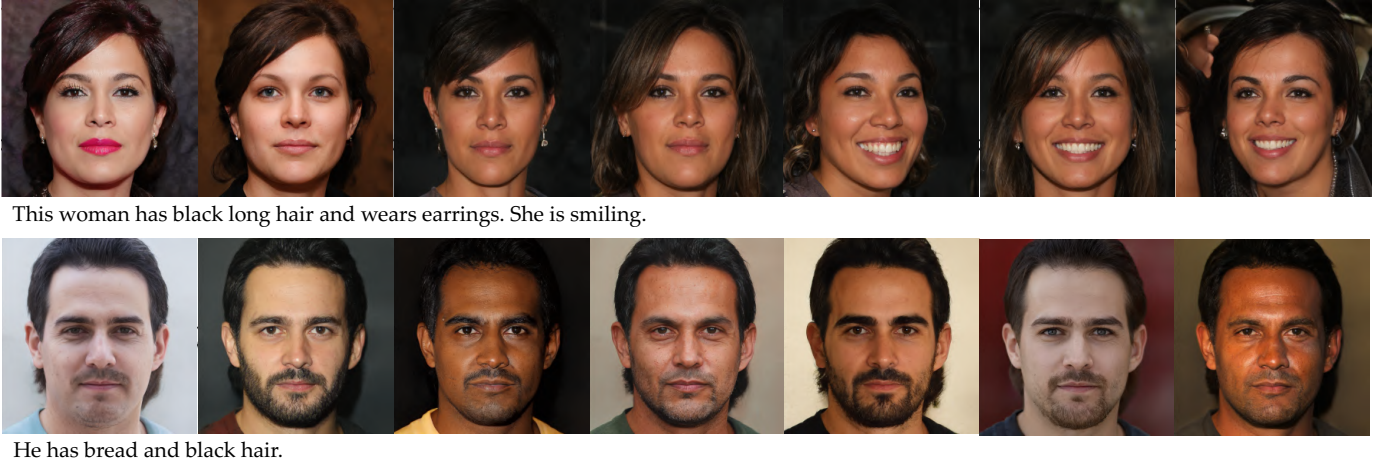 This woman has black long hair and wears earrings. She is smiling.
He has bread and black hair.